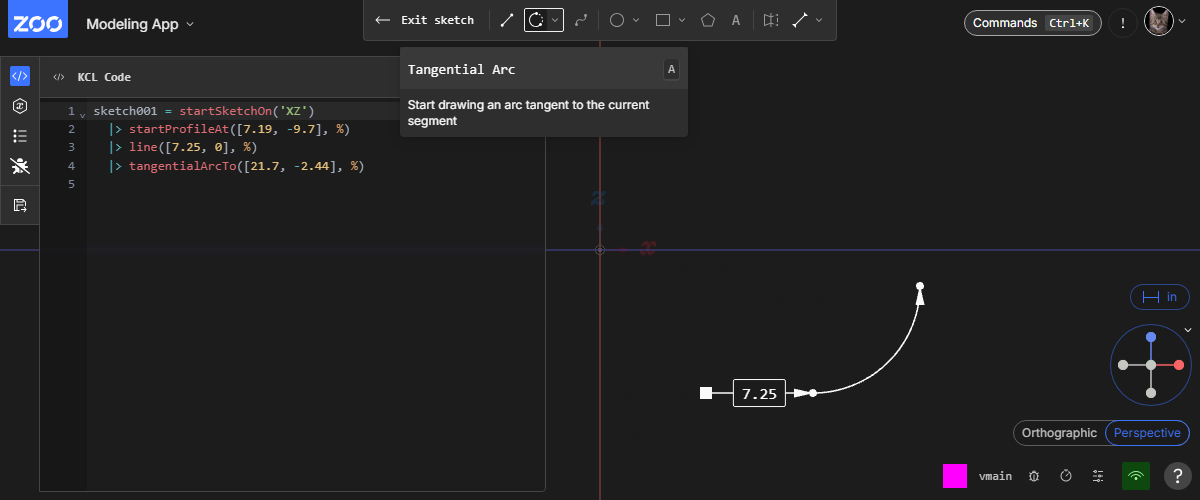 ZOO
Modeling App
Exit sketch
A
Commands Ctrl+K
!
Tangential Arc A
Start drawing an arc tangent to the current
segment
</> KCL Code
1 sketch001 = startSketchOn('XZ')
2 |> startProfileAt([7.19, -9.7], %)
3 |> line([7.25, 0], %)
4 |> tangentialArcTo([21.7, -2.44], %)
5
z
x
in
7.25
Orthographic Perspective
vmain
?